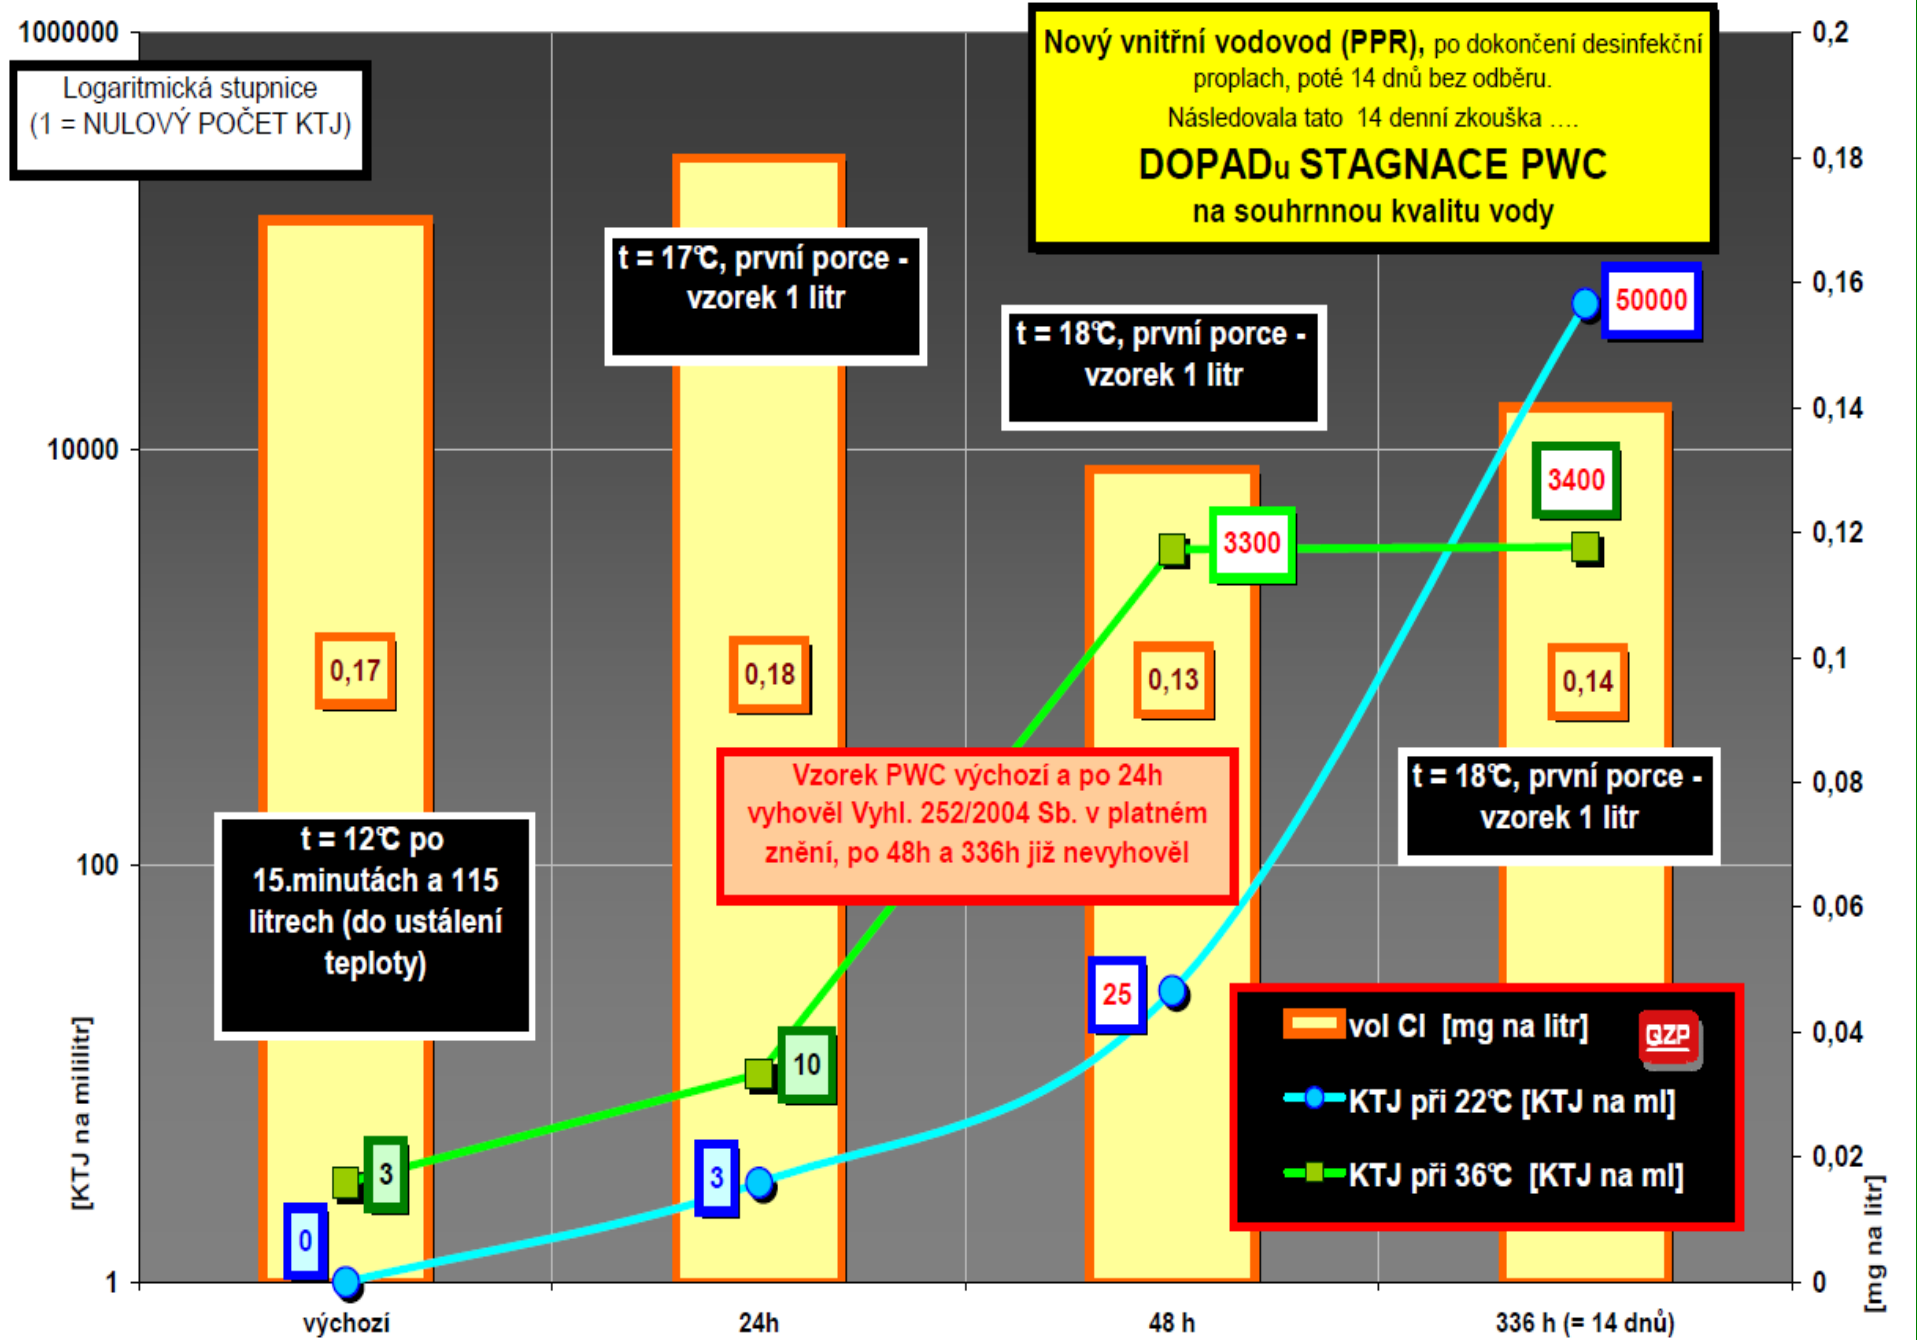 1000000
Logaritmická stupnice
(1 = NULOVÝ POČET KTJ)
Nový vnitřní vodovod (PPR), po dokončení desinfekční
proplach, poté 14 dnů bez odběru.
Následovala tato 14 denní zkouška ....
DOPADu STAGNACE PWC
na souhrnnou kvalitu vody
0,2
0,18
t = 17°C, první porce -
vzorek 1 litr
t = 18°C, první porce -
vzorek 1 litr
50000
0,16
0,14
10000
3400
3300
0,12
0,17
0,18
0,13
0,14
0,1
Vzorek PWC výchozí a po 24h
vyhověl Vyhl. 252/2004 Sb. v platném
znění, po 48h a 336h již nevyhověl
t = 18°C, první porce -
vzorek 1 litr
0,08
t = 12°C po
15.minutách a 115
litrech (do ustálení
teploty)
100
0,06
25
vol Cl [mg na litr]
QZP
KTJ při 22°C [KTJ na ml]
KTJ při 36°C [KTJ na ml]
0,04
10
3
3
0
0,02
[KTJ na mililitr]
[mg na litr]
1
0
výchozí
24h
48 h
336 h (= 14 dnů)